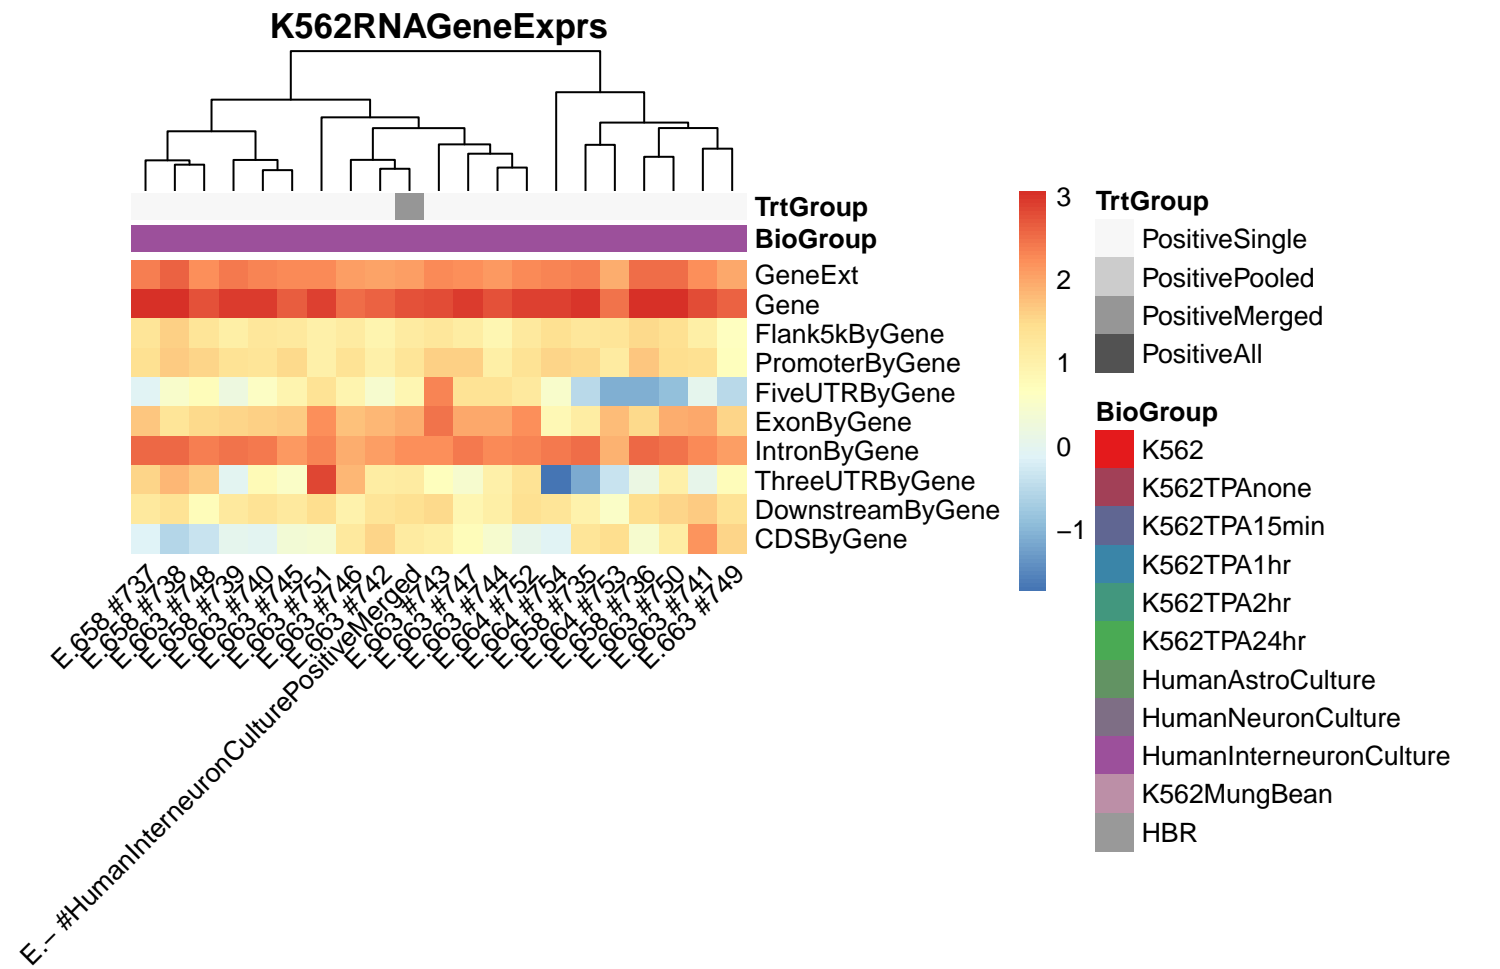 K562RNAGeneExprs
TrtGroup
BioGroup
GeneExt
Gene
Flank5kByGene
PromoterByGene
FiveUTRByGene
ExonByGene
IntronByGene
ThreeUTRByGene
DownstreamByGene
CDSByGene
E.658 #737
E.658 #738
E.663 #748
E.658 #739
E.663 #740
E.663 #745
E.663 #751
E.663 #746
E.663 #742
E.– #HumanInterneuronCulturePositiveMerged
E.663 #743
E.663 #747
E.663 #744
E.664 #752
E.664 #754
E.658 #735
E.664 #753
E.658 #736
E.663 #750
E.663 #741
E.663 #749
3
2
1
0
–1
TrtGroup
PositiveSingle
PositivePooled
PositiveMerged
PositiveAll
BioGroup
K562
K562TPAnone
K562TPA15min
K562TPA1hr
K562TPA2hr
K562TPA24hr
HumanAstroCulture
HumanNeuronCulture
HumanInterneuronCulture
K562MungBean
HBR